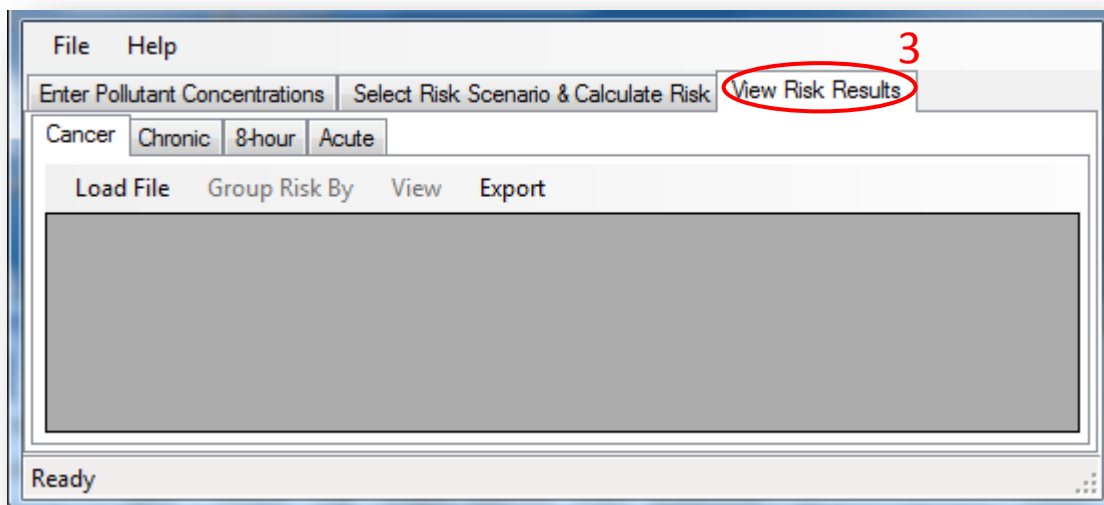 File Help
3
Enter Pollutant Concentrations Select Risk Scenario & Calculate Risk View Risk Results
Cancer Chronic 8-hour Acute
Load File Group Risk By View Export
Ready